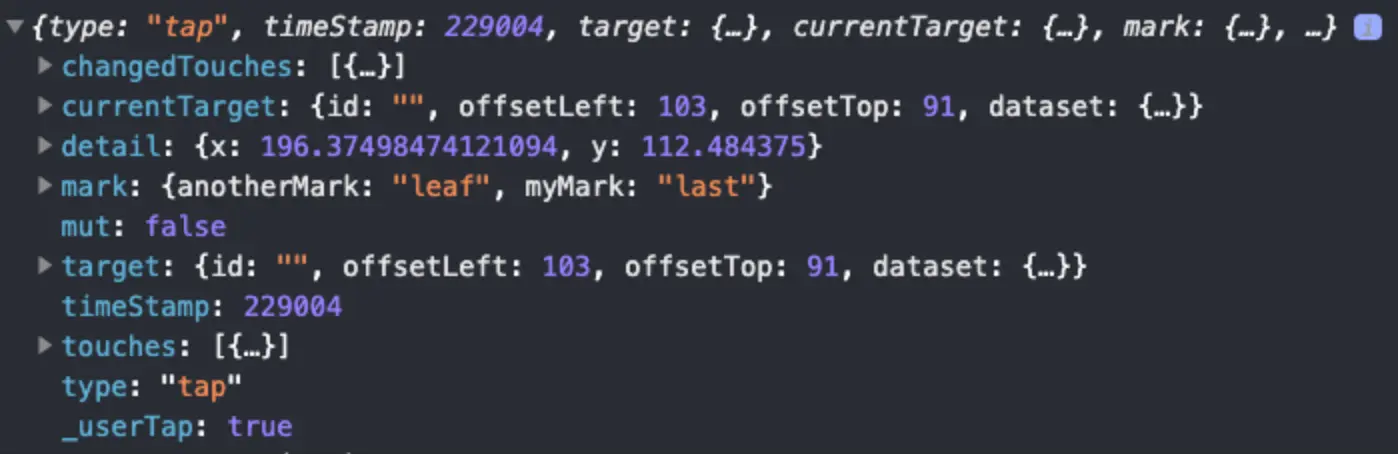 ▼{type: "tap", timeStamp: 229004, target: {…}, currentTarget: {…}, mark: {…}, …} i
▶changedTouches: [{…}]
▶currentTarget: {id: "", offsetLeft: 103, offsetTop: 91, dataset: {…}}
▶detail: {x: 196.37498474121094, y: 112.484375}
▶mark: {anotherMark: "leaf", myMark: "last"}
mut: false
▶target: {id: "", offsetLeft: 103, offsetTop: 91, dataset: {…}}
timeStamp: 229004
▶touches: [{…}]
type: "tap"
_userTap: true